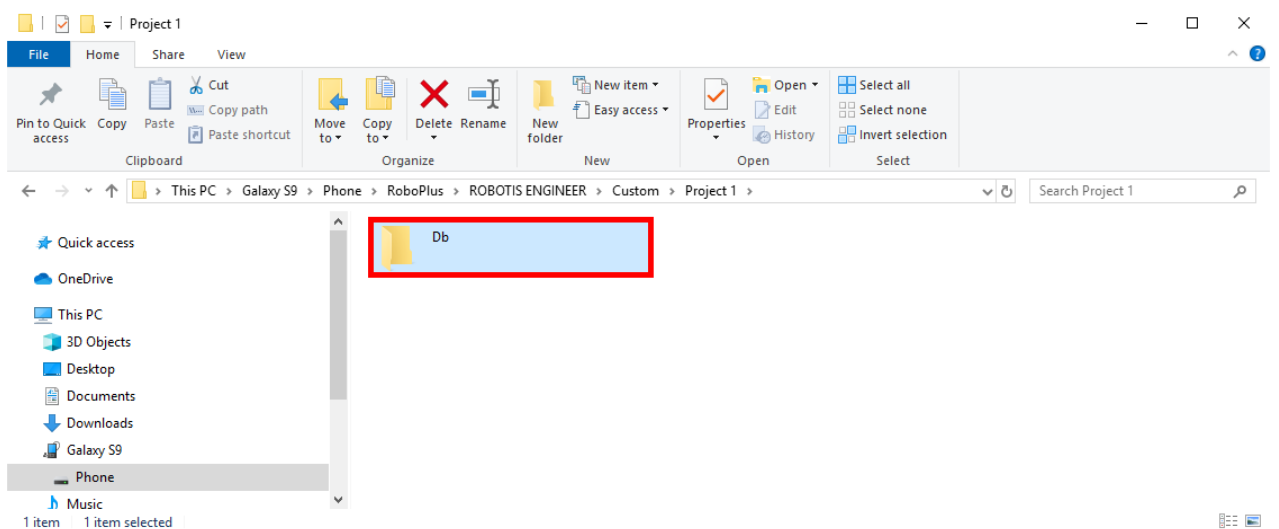 Project 1
File Home Share View
Pin to Quick access
Copy
Paste
Cut
Copy path
Paste shortcut
Clipboard
Move to
Copy to
Delete
Rename
Organize
New folder
New item
Easy access
New
Properties
Open
Edit
History
Open
Select all
Select none
Invert selection
Select
This PC > Galaxy S9 > Phone > RoboPlus > ROBOTIS ENGINEER > Custom > Project 1 >
Search Project 1
Quick access
OneDrive
This PC
3D Objects
Desktop
Documents
Downloads
Galaxy S9
Phone
Music
Db
1 item 1 item selected